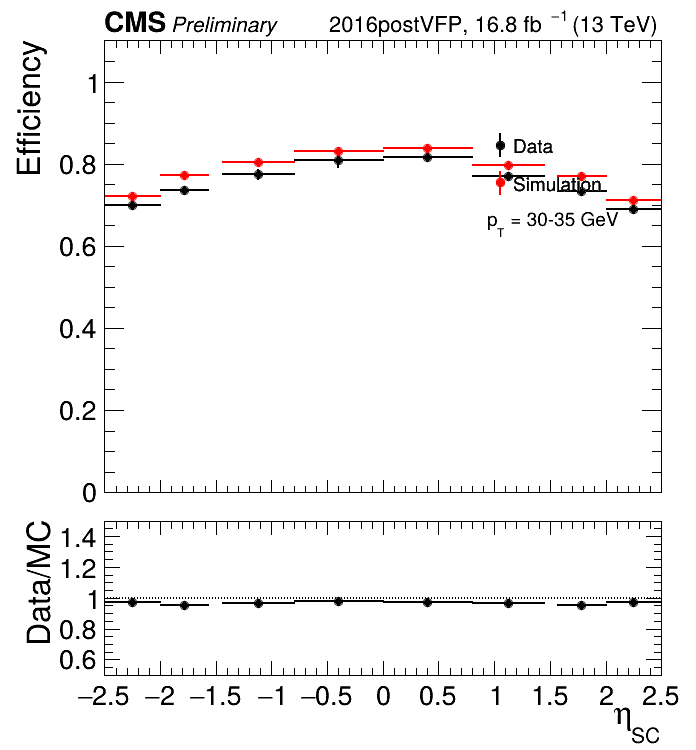 CMS Preliminary 2016postVFP, 16.8 fb⁻¹ (13 TeV)
Efficiency
1
0.8
0.6
0.4
0.2
0
Data
Simulation
p_T = 30-35 GeV
Data/MC
1.4
1.2
1
0.8
0.6
−2.5 −2 −1.5 −1 −0.5 0 0.5 1 1.5 2 2.5
η_SC